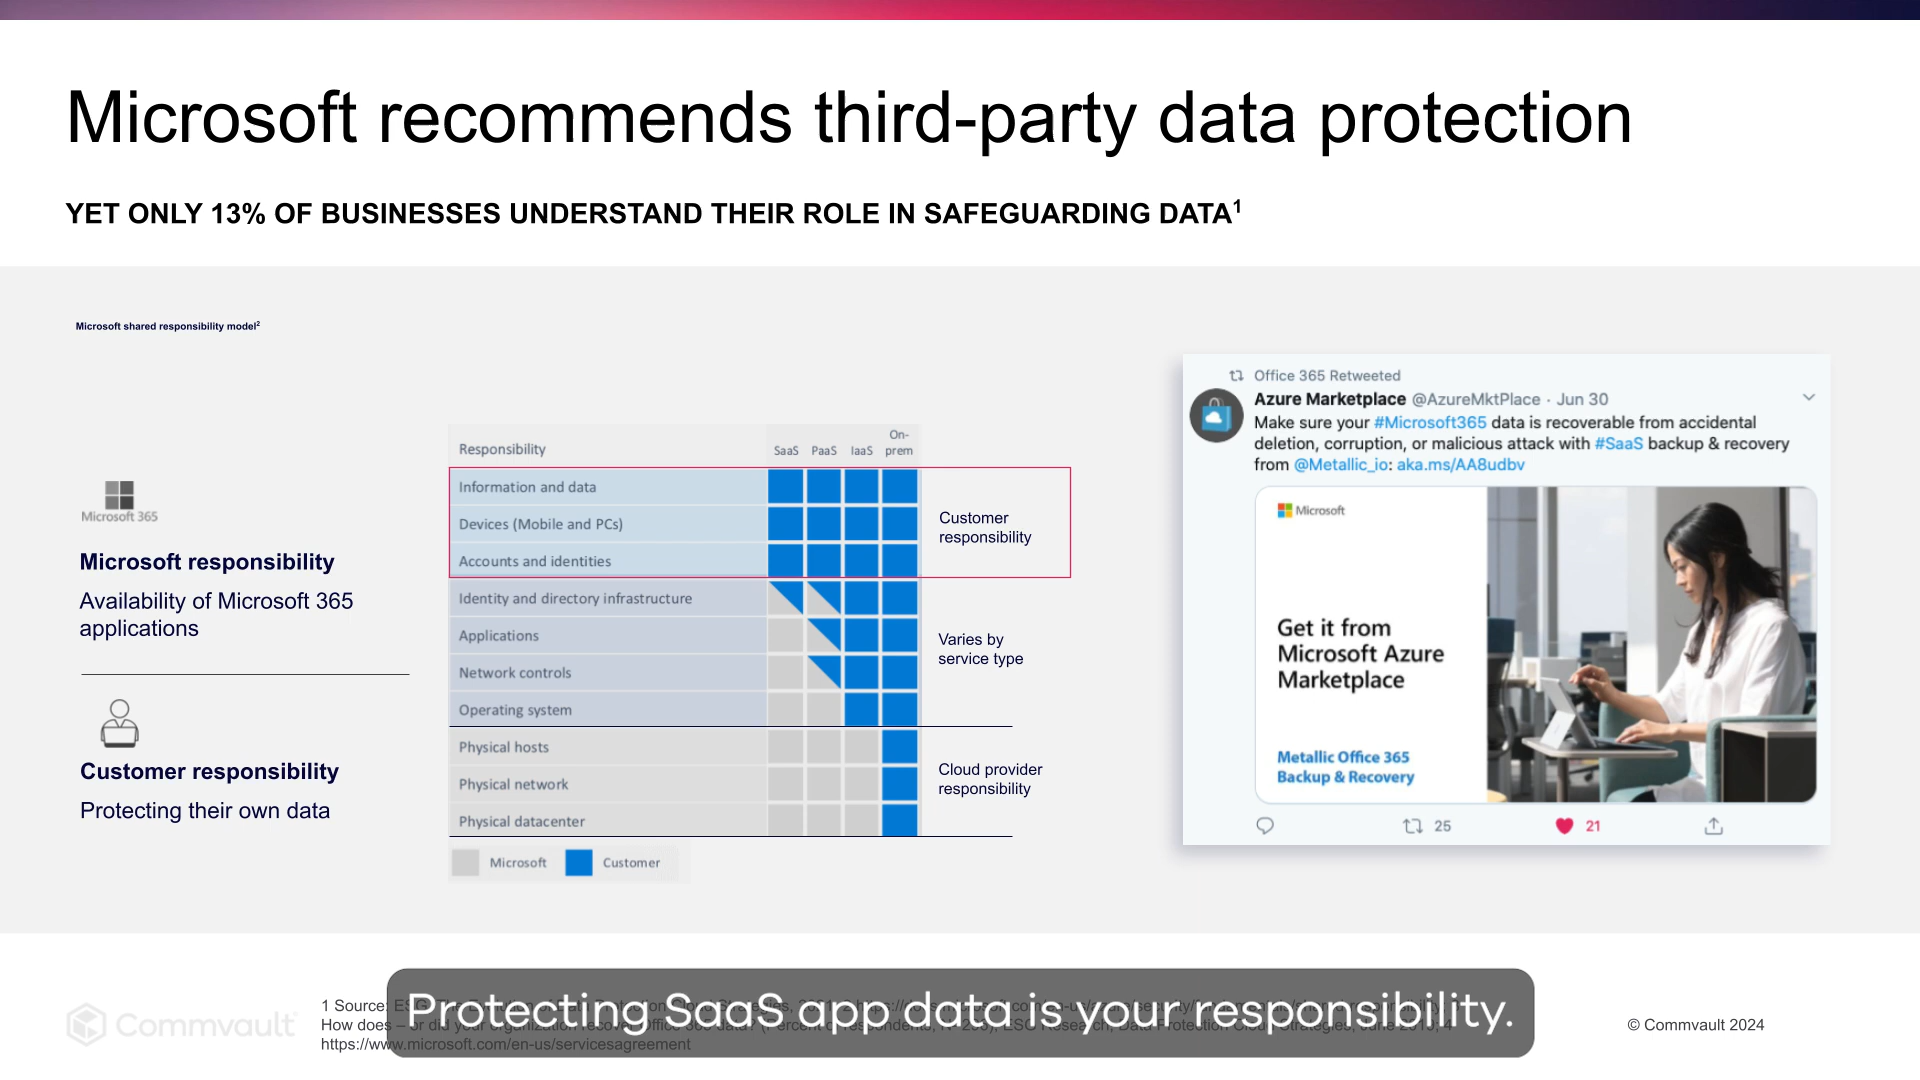 Microsoft recommends third-party data protection
YET ONLY 13% OF BUSINESSES UNDERSTAND THEIR ROLE IN SAFEGUARDING DATA1
Microsoft shared responsibility model2
Microsoft 365
Microsoft responsibility
Availability of Microsoft 365
applications
Customer responsibility
Protecting their own data
Responsibility SaaS PaaS IaaS On-prem
Information and data
Devices (Mobile and PCs)
Accounts and identities
Customer
responsibility
Identity and directory infrastructure
Applications
Network controls
Operating system
Varies by
service type
Physical hosts
Physical network
Physical datacenter
Cloud provider
responsibility
Microsoft Customer
Office 365 Retweeted
Azure Marketplace @AzureMktPlace · Jun 30
Make sure your #Microsoft365 data is recoverable from accidental
deletion, corruption, or malicious attack with #SaaS backup & recovery
from @Metallic_io: aka.ms/AA8udbv
Microsoft
Get it from
Microsoft Azure
Marketplace
Metallic Office 365
Backup & Recovery
25 21
Commvault
1 Source:
How does
https://www.microsoft.com/en-us/servicesagreement
Protecting SaaS app data is your responsibility.
© Commvault 2024